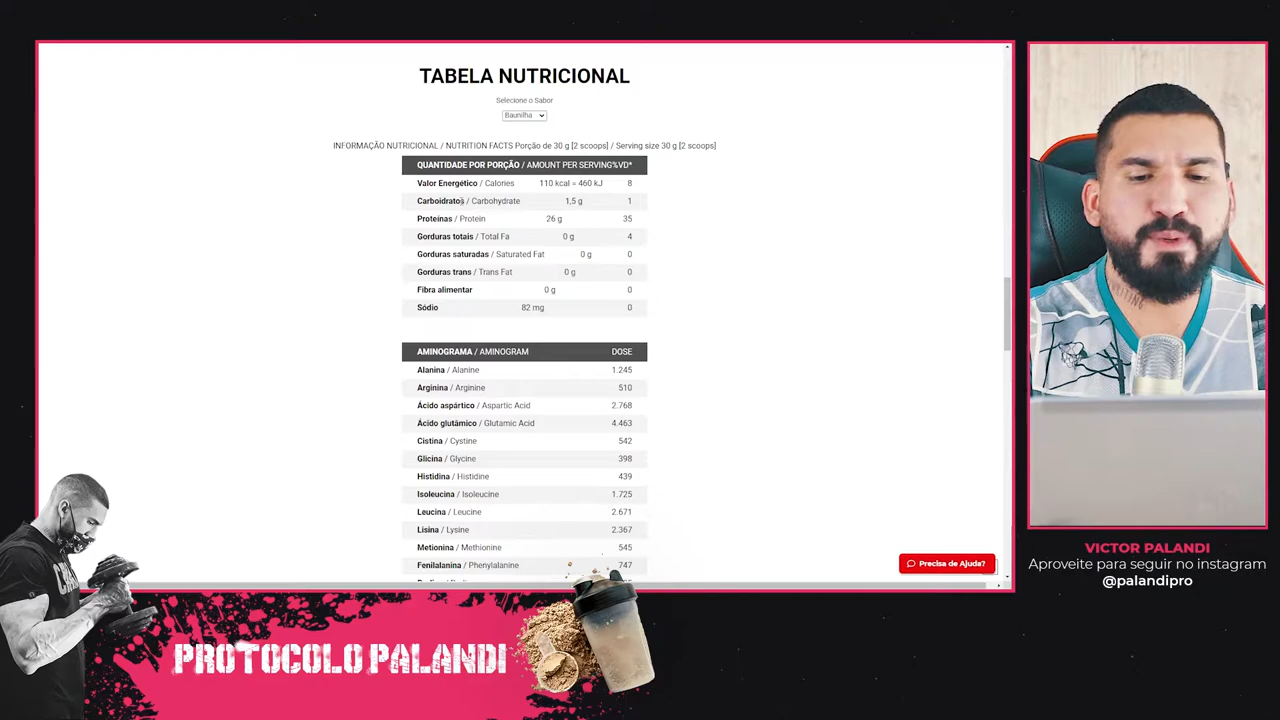 TABELA NUTRICIONAL
Selecione o Sabor
Baunilha
INFORMAÇÃO NUTRICIONAL / NUTRITION FACTS Porção de 30 g [2 scoops] / Serving size 30 g [2 scoops]
QUANTIDADE POR PORÇÃO / AMOUNT PER SERVING%VD*
Valor Energético / Calories 110 kcal = 460 kJ 8
Carboidratos / Carbohydrate 1,5 g 1
Proteínas / Protein 26 g 35
Gorduras totais / Total Fa 0 g 4
Gorduras saturadas / Saturated Fat 0 g 0
Gorduras trans / Trans Fat 0 g 0
Fibra alimentar 0 g 0
Sódio 82 mg 0
AMINOGRAMA / AMINOGRAM DOSE
Alanina / Alanine 1.245
Arginina / Arginine 510
Ácido aspártico / Aspartic Acid 2.768
Ácido glutâmico / Glutamic Acid 4.463
Cistina / Cystine 542
Glicina / Glycine 398
Histidina / Histidine 439
Isoleucina / Isoleucine 1.725
Leucina / Leucine 2.671
Lisina / Lysine 2.367
Metionina / Methionine 545
Fenilalanina / Phenylalanine 747
Precisa de Ajuda?
VICTOR PALANDI
Aproveite para seguir no instagram
@palandipro
PROTOCOLO PALANDI